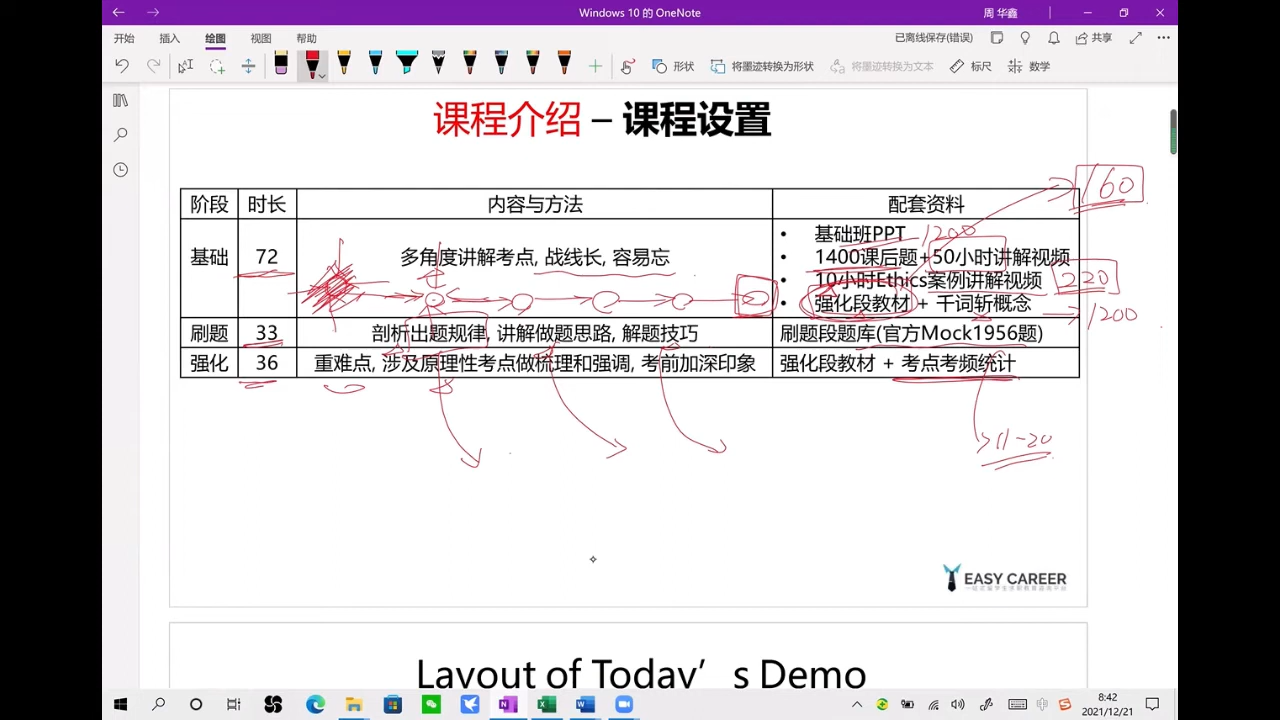 Windows 10 的 OneNote
周 华鑫
开始 插入 绘图 视图 帮助
已离线保存(错误) 共享
形状 将墨迹转换为形状 将墨迹转换为文本 标尺 数学
课程介绍 – 课程设置
160
阶段 时长 内容与方法 配套资料
基础 72 多角度讲解考点, 战线长, 容易忘
• 基础班PPT 1200
• 1400课后题+50小时讲解视频
• 10小时Ethics案例讲解视频 220
• 强化段教材 + 千词斩概念 1200
刷题 33 剖析出题规律, 讲解做题思路, 解题技巧 刷题段题库(官方Mock1956题)
强化 36 重难点, 涉及原理性考点做梳理和强调, 考前加深印象 强化段教材 + 考点考频统计
11-20
EASY CAREER
Layout of Today’s Demo
中
8:42
2021/12/21